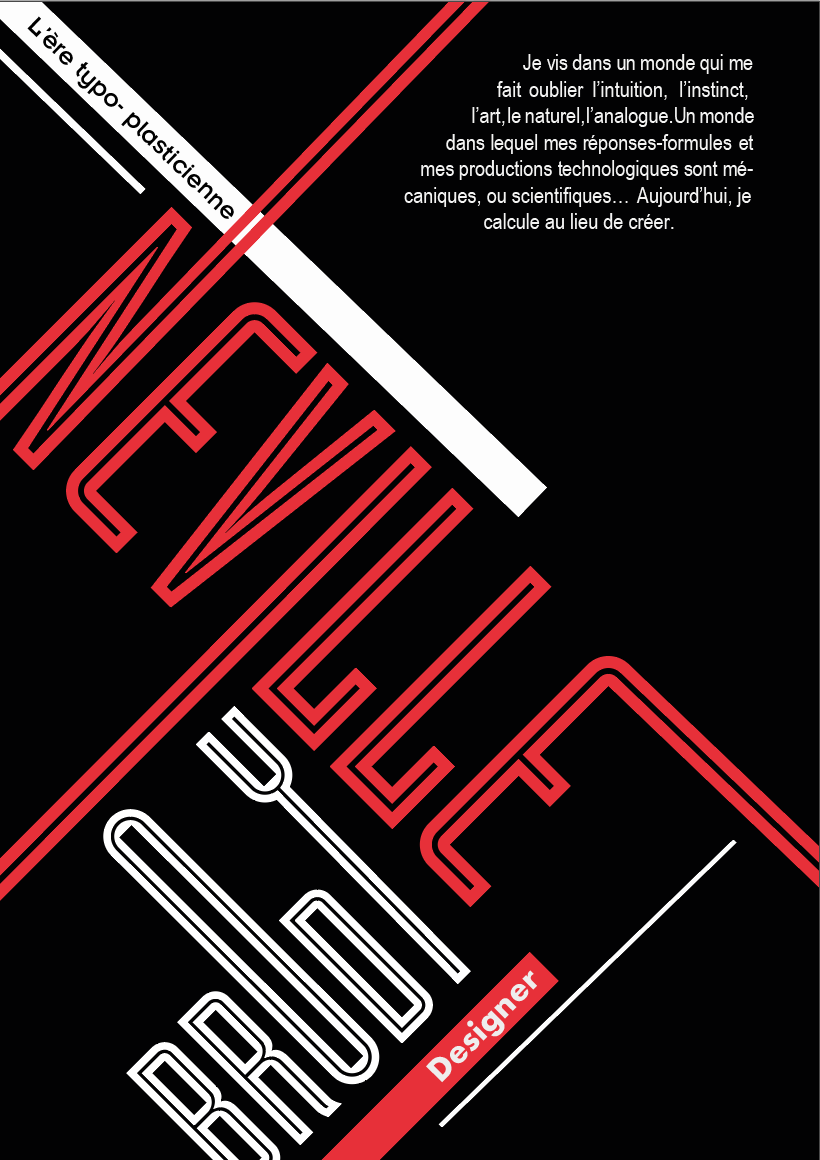 L'ère typo- plasticienne
Je vis dans un monde qui me
fait oublier l'intuition, l'instinct,
l'art,le naturel,l'analogue.Un monde
dans lequel mes réponses-formules et
mes productions technologiques sont mé-
caniques, ou scientifiques… Aujourd'hui, je
calcule au lieu de créer.
NEVILLE
BRODY
Designer